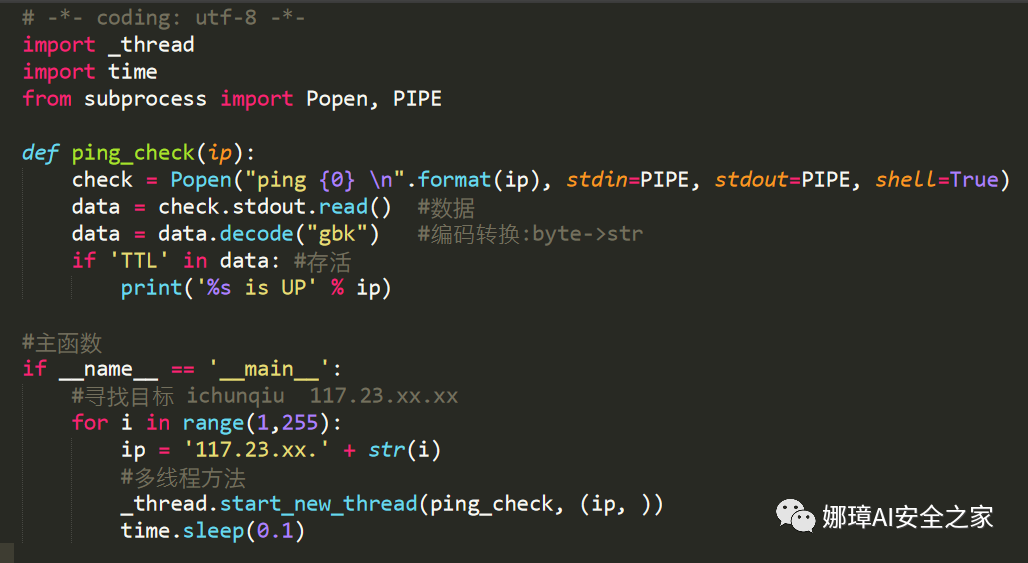 # -*- coding: utf-8 -*-
import _thread
import time
from subprocess import Popen, PIPE
def ping_check(ip):
    check = Popen("ping {0} \n".format(ip), stdin=PIPE, stdout=PIPE, shell=True)
    data = check.stdout.read()  #数据
    data = data.decode("gbk")   #编码转换:byte->str
    if 'TTL' in data: #存活
        print('%s is UP' % ip)
#主函数
if __name__ == '__main__':
    #寻找目标 ichunqiu  117.23.xx.xx
    for i in range(1,255):
        ip = '117.23.xx.' + str(i)
        #多线程方法
        _thread.start_new_thread(ping_check, (ip, ))
        time.sleep(0.1)
娜璋AI安全之家